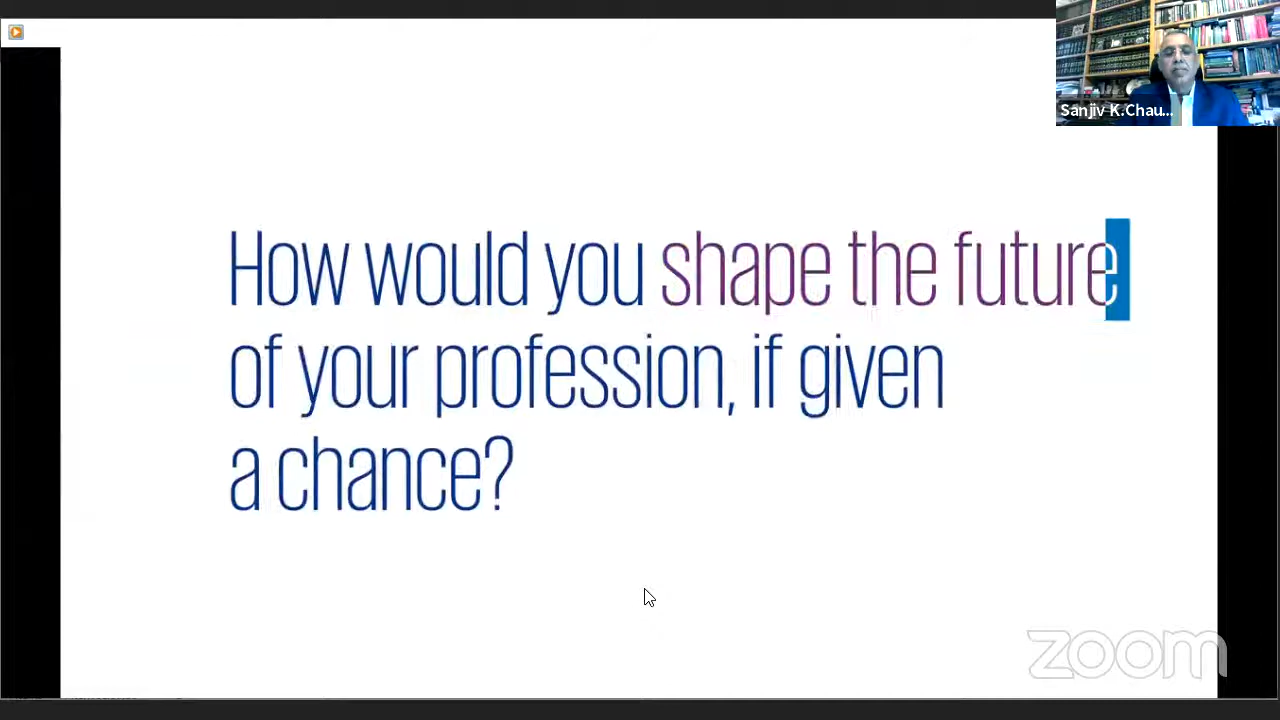 Sanjiv K.Chau...
How would you shape the future
of your profession, if given
a chance?
zoom